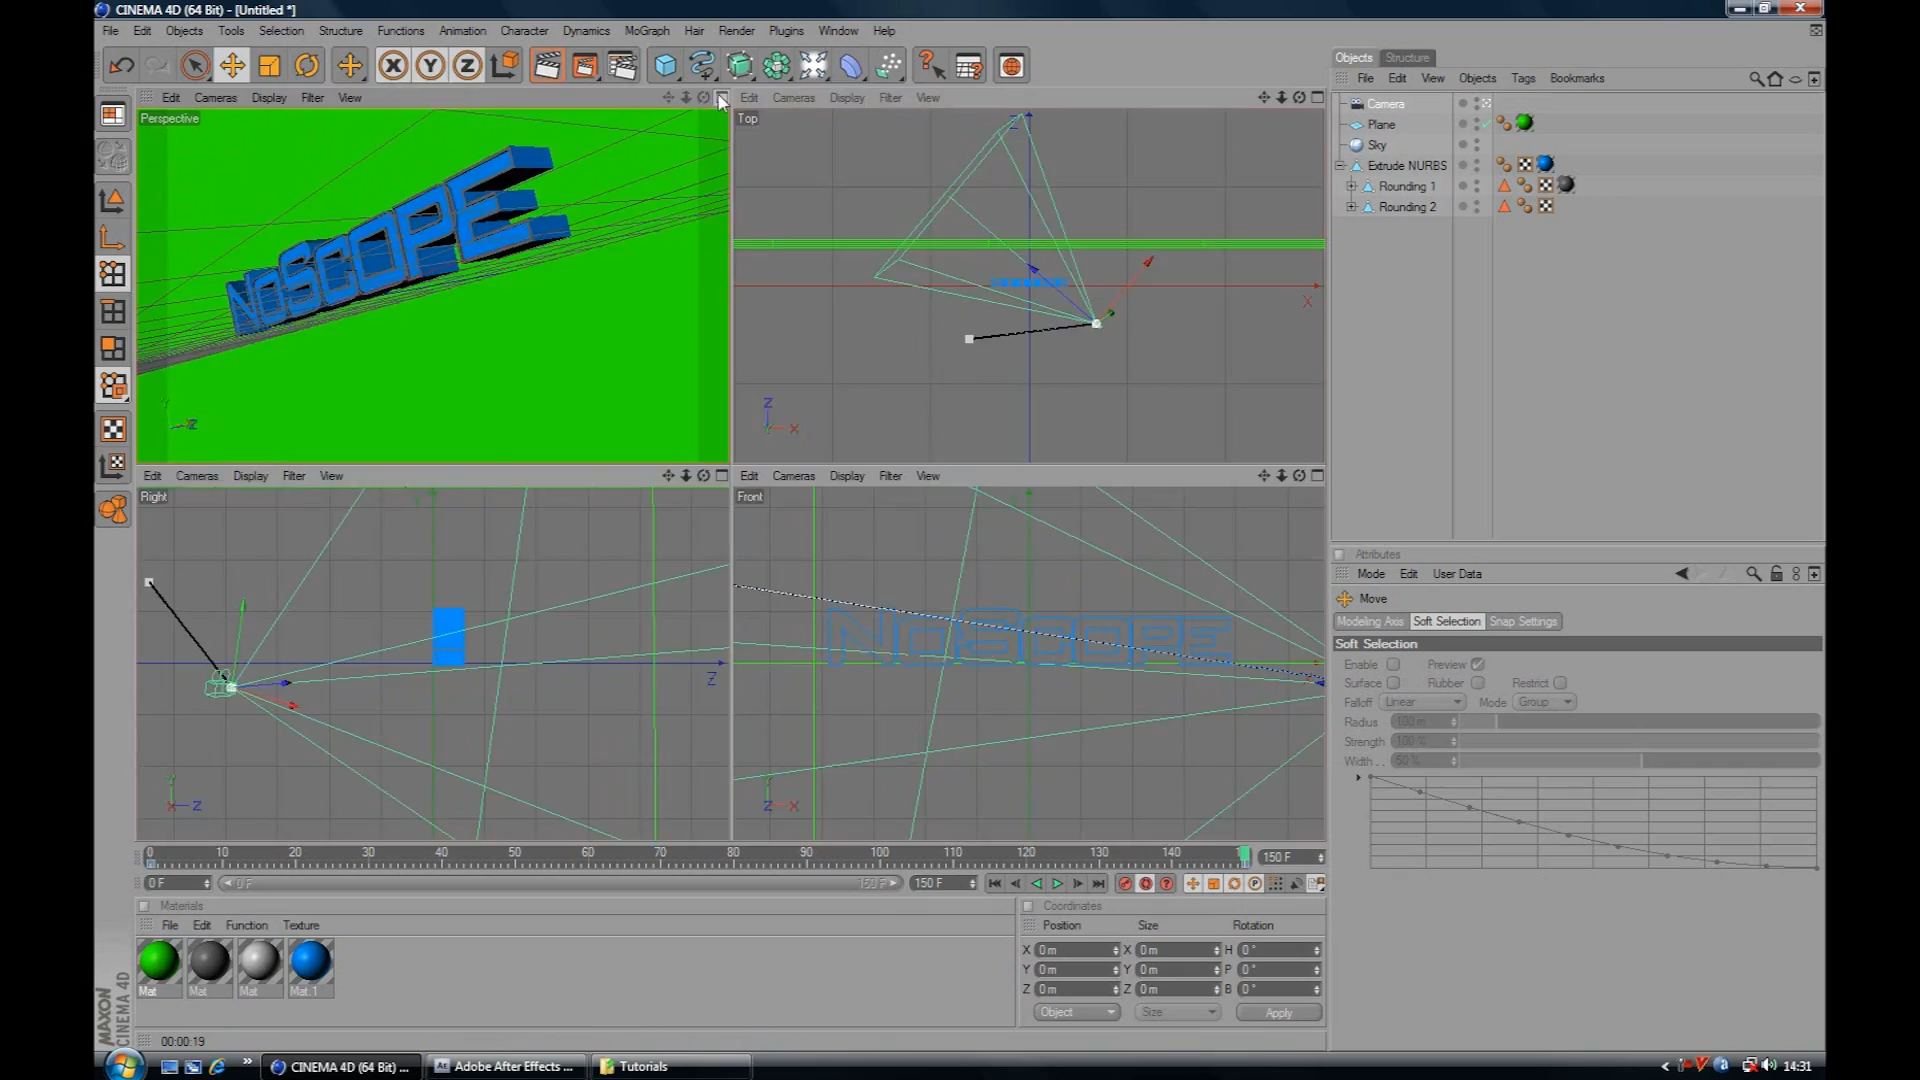 CINEMA 4D (64 Bit) - [Untitled *]
File Edit Objects Tools Selection Structure Functions Animation Character Dynamics MoGraph Hair Render Plugins Window Help
X Y Z
Objects Structure
File Edit View Objects Tags Bookmarks
Camera
Plane
Sky
Extrude NURBS
Rounding 1
Rounding 2
Edit Cameras Display Filter View
Perspective
NOSCOPE
Y
Z
Edit Cameras Display Filter View
Top
Z
X
Z
X
Edit Cameras Display Filter View
Right
Z
Y
X Z
Edit Cameras Display Filter View
Front
NOSCOPE
Y
Z X
Attributes
Mode Edit User Data
Move
Modeling Axis Soft Selection Snap Settings
Soft Selection
Enable Preview
Surface Rubber Restrict
Falloff Linear Mode Group
Radius 100 m
Strength 100 %
Width . . 50 %
0 10 20 30 40 50 60 70 80 90 100 110 120 130 140 150 F
0 F 0 F 150 F 150 F
Materials
File Edit Function Texture
Mat Mat Mat Mat.1
Coordinates
Position Size Rotation
X 0 m X 0 m H 0 °
Y 0 m Y 0 m P 0 °
Z 0 m Z 0 m B 0 °
Object Size Apply
MAXON
CINEMA 4D
00:00:19
CINEMA 4D (64 Bit) ... Adobe After Effects ... Tutorials 14:31